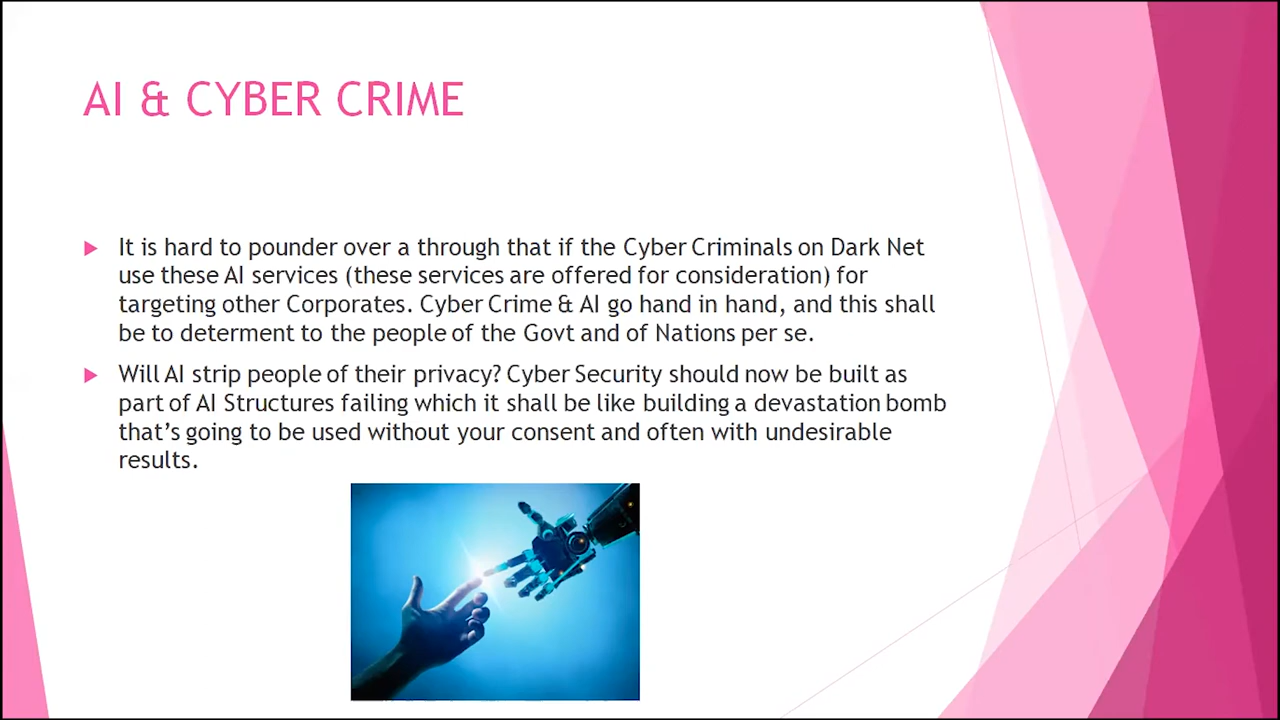 AI & CYBER CRIME
It is hard to pounder over a through that if the Cyber Criminals on Dark Net
use these AI services (these services are offered for consideration) for
targeting other Corporates. Cyber Crime & AI go hand in hand, and this shall
be to determent to the people of the Govt and of Nations per se.
Will AI strip people of their privacy? Cyber Security should now be built as
part of AI Structures failing which it shall be like building a devastation bomb
that’s going to be used without your consent and often with undesirable
results.